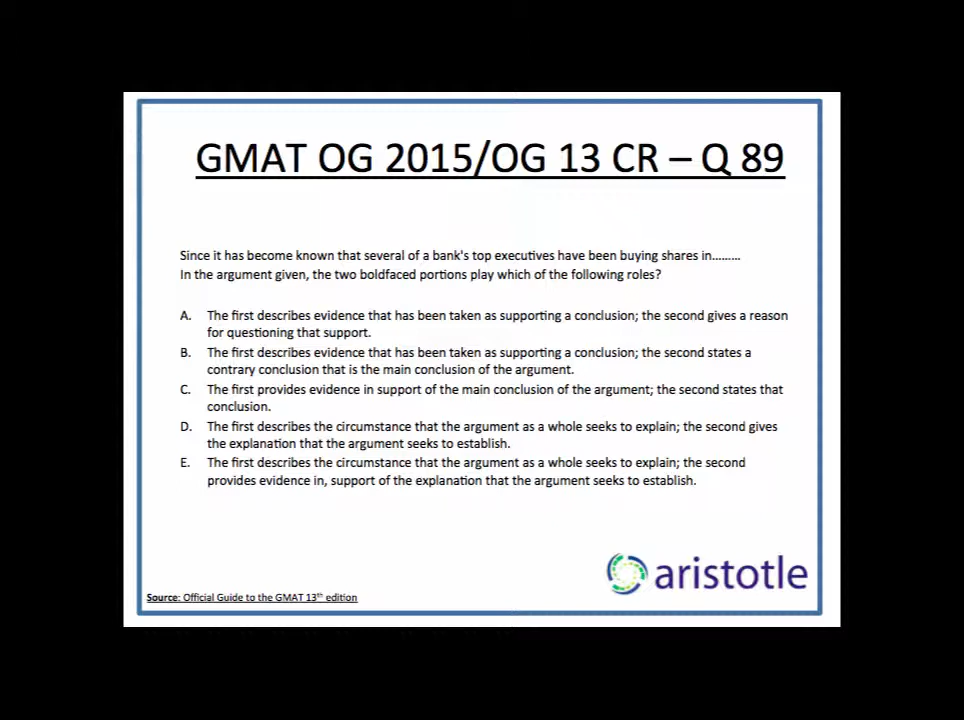 GMAT OG 2015/OG 13 CR – Q 89
Since it has become known that several of a bank's top executives have been buying shares in.........
In the argument given, the two boldfaced portions play which of the following roles?
A. The first describes evidence that has been taken as supporting a conclusion; the second gives a reason
for questioning that support.
B. The first describes evidence that has been taken as supporting a conclusion; the second states a
contrary conclusion that is the main conclusion of the argument.
C. The first provides evidence in support of the main conclusion of the argument; the second states that
conclusion.
D. The first describes the circumstance that the argument as a whole seeks to explain; the second gives
the explanation that the argument seeks to establish.
E. The first describes the circumstance that the argument as a whole seeks to explain; the second
provides evidence in, support of the explanation that the argument seeks to establish.
aristotle
Source: Official Guide to the GMAT 13th edition